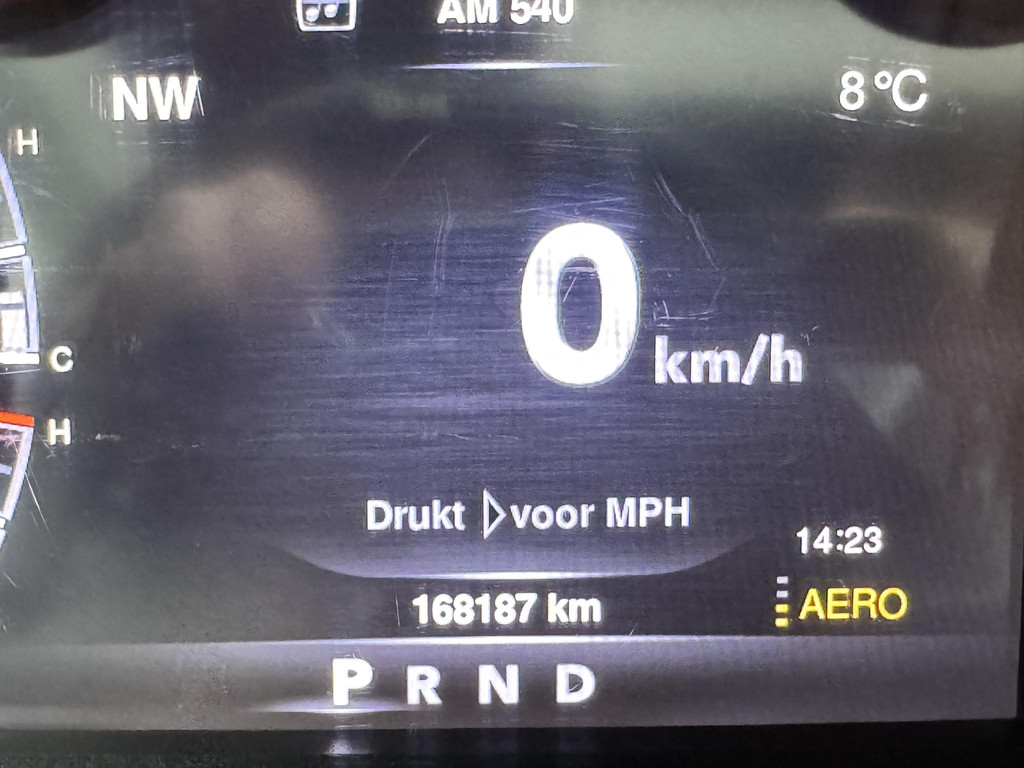 AM 540
NW
8 °C
H
0 km/h
C
H
Drukt ▷ voor MPH
14:23
168187 km
AERO
P R N D